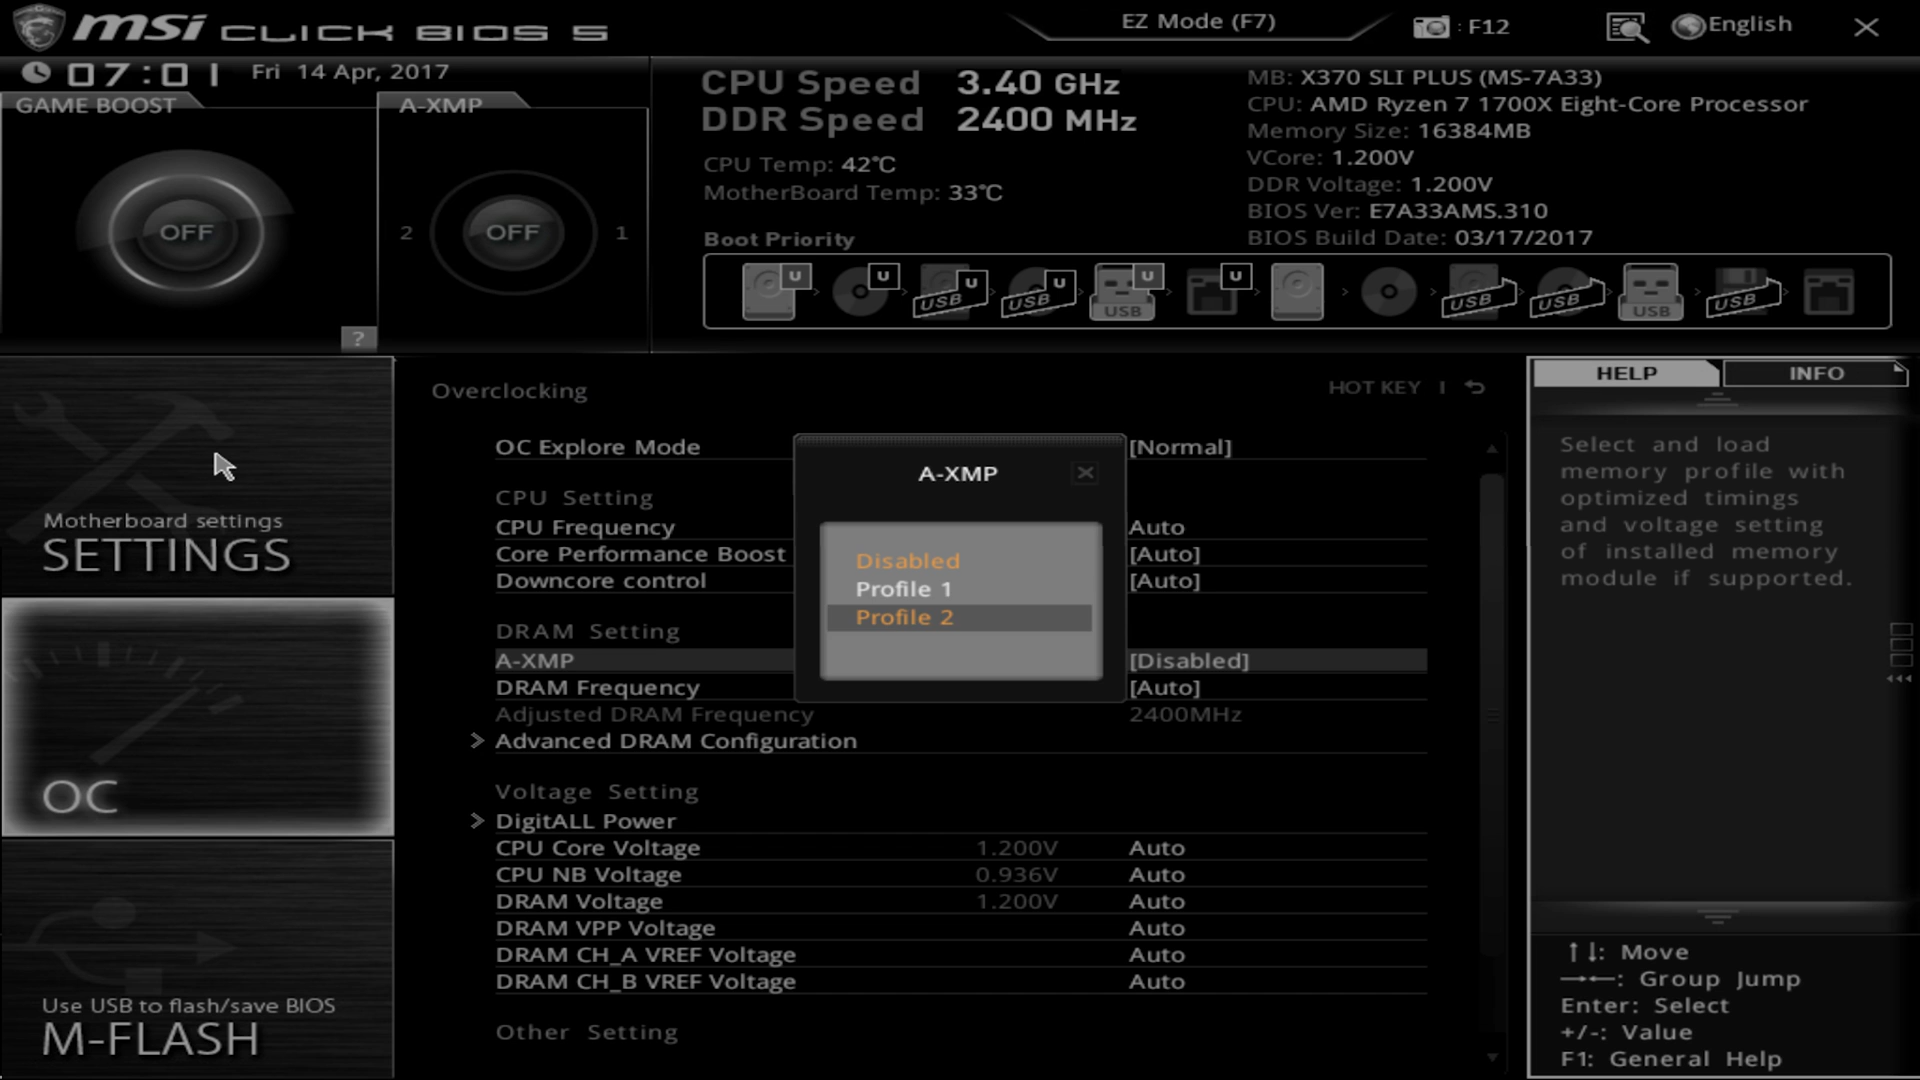 msi CLICK BIOS 5
EZ Mode (F7)
: F12
English
07:01
Fri 14 Apr, 2017
GAME BOOST
OFF
?
A-XMP
2
OFF
1
CPU Speed 3.40 GHz
DDR Speed 2400 MHz
CPU Temp: 42°C
MotherBoard Temp: 33°C
MB: X370 SLI PLUS (MS-7A33)
CPU: AMD Ryzen 7 1700X Eight-Core Processor
Memory Size: 16384MB
VCore: 1.200V
DDR Voltage: 1.200V
BIOS Ver: E7A33AMS.310
BIOS Build Date: 03/17/2017
Boot Priority
U U USB U USB U USB U U USB USB USB USB
Motherboard settings
SETTINGS
OC
Use USB to flash/save BIOS
M-FLASH
Overclocking
HOT KEY |
OC Explore Mode [Normal]
CPU Setting
CPU Frequency Auto
Core Performance Boost [Auto]
Downcore control [Auto]
DRAM Setting
A-XMP [Disabled]
DRAM Frequency [Auto]
Adjusted DRAM Frequency 2400MHz
> Advanced DRAM Configuration
Voltage Setting
> DigitALL Power
CPU Core Voltage 1.200V Auto
CPU NB Voltage 0.936V Auto
DRAM Voltage 1.200V Auto
DRAM VPP Voltage Auto
DRAM CH_A VREF Voltage Auto
DRAM CH_B VREF Voltage Auto
Other Setting
A-XMP
Disabled
Profile 1
Profile 2
HELP
INFO
Select and load
memory profile with
optimized timings
and voltage setting
of installed memory
module if supported.
↑↓: Move
→←: Group Jump
Enter: Select
+/-: Value
F1: General Help